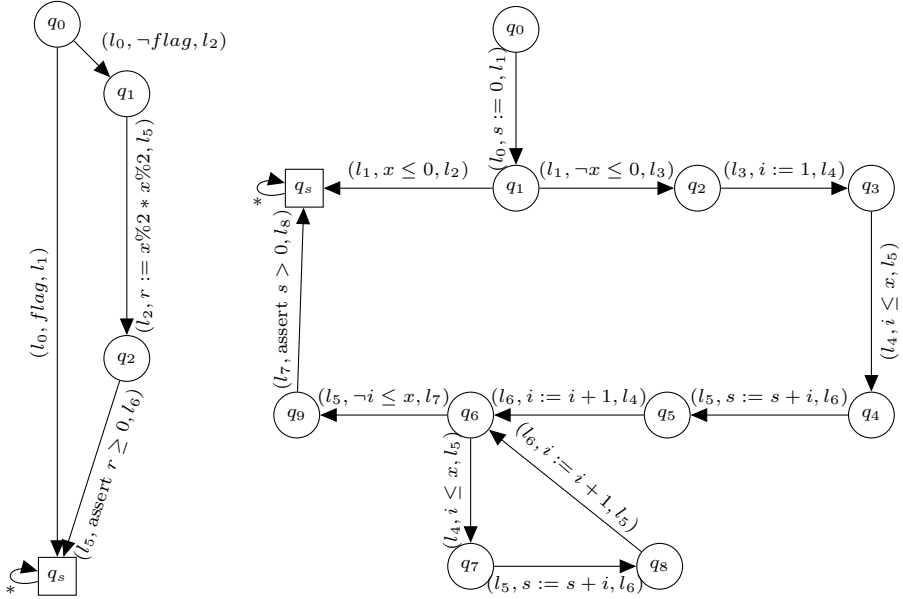 q0
(l0, ¬flag, l2)
q1
(l2, r := x%2 * x%2, l5)
(l0, flag, l1)
q2
(l5, assert r ≥ 0, l6)
qs
*
q0
(l0, s := 0, l1)
qs
*
(l1, x ≤ 0, l2)
q1
(l1, ¬x ≤ 0, l3)
q2
(l3, i := 1, l4)
q3
(l7, assert s > 0, l8)
(l4, i ≤ x, l5)
q9
(l5, ¬i ≤ x, l7)
q6
(l6, i := i+1, l4)
q5
(l5, s := s + i, l6)
q4
(l4, i ≤ x, l5)
(l6, i := i+1, l5)
q7
(l5, s := s + i, l6)
q8